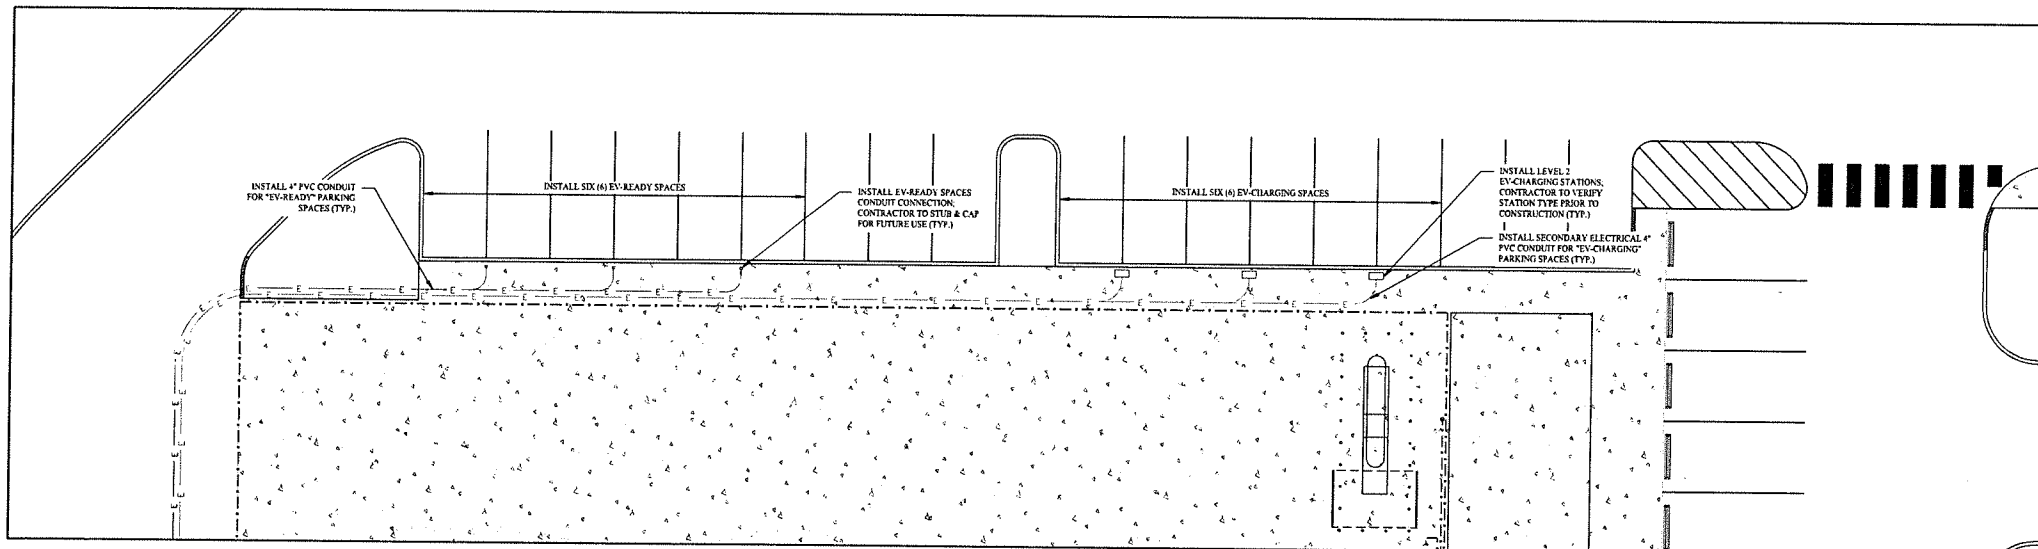 INSTALL 4" PVC CONDUIT
FOR "EV-READY" PARKING
SPACES (TYP.)
INSTALL SIX (6) EV-READY SPACES
INSTALL EV-READY SPACES
CONDUIT CONNECTION;
CONTRACTOR TO STUB & CAP
FOR FUTURE USE (TYP.)
INSTALL SIX (6) EV-CHARGING SPACES
INSTALL LEVEL 2
EV-CHARGING STATIONS;
CONTRACTOR TO VERIFY
STATION TYPE PRIOR TO
CONSTRUCTION (TYP.)
INSTALL SECONDARY ELECTRICAL 4"
PVC CONDUIT FOR "EV-CHARGING"
PARKING SPACES (TYP.)